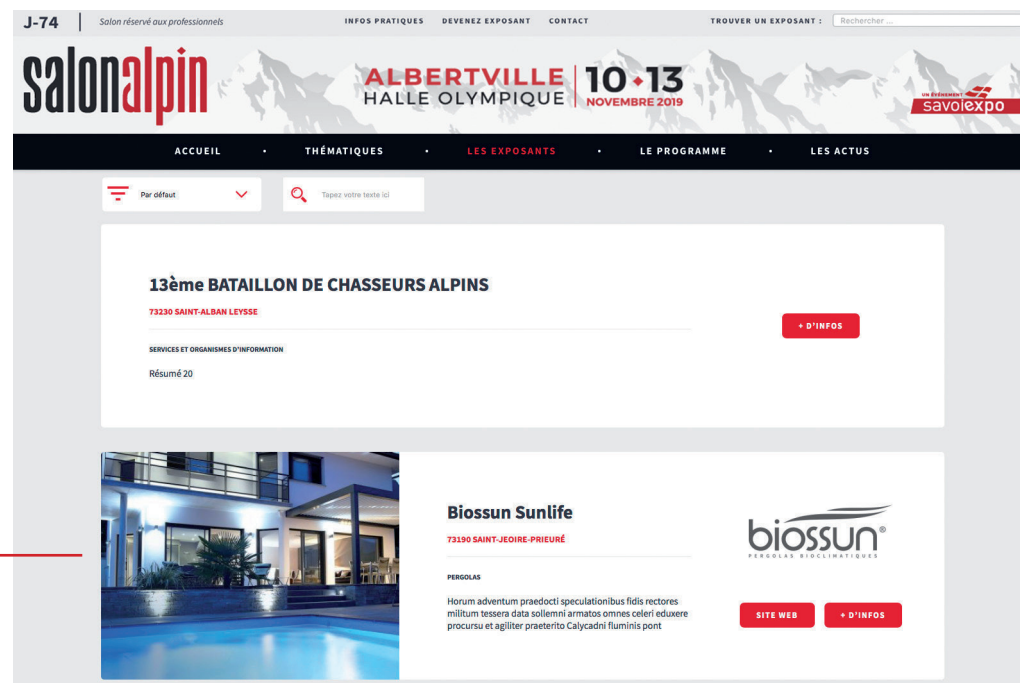 J-74 Salon réservé aux professionnels INFOS PRATIQUES DEVENEZ EXPOSANT CONTACT TROUVER UN EXPOSANT : Rechercher ...
salonalpin
ALBERTVILLE
HALLE OLYMPIQUE
10 13
NOVEMBRE 2019
UN ÉVÉNEMENT
savoiexpo
ACCUEIL • THÉMATIQUES • LES EXPOSANTS • LE PROGRAMME • LES ACTUS
Par défaut Tapez votre texte ici
13ème BATAILLON DE CHASSEURS ALPINS
73230 SAINT-ALBAN LEYSSE
+ D'INFOS
SERVICES ET ORGANISMES D'INFORMATION
Résumé 20
Biossun Sunlife
73190 SAINT-JEOIRE-PRIEURÉ
biossun®
PERGOLAS BIOCLIMATIQUES
PERGOLAS
Horum adventum praedocti speculationibus fidis rectores
militum tessera data sollemni armatos omnes celeri eduxere
procursu et agiliter praeterito Calycadni fluminis pont
SITE WEB + D'INFOS